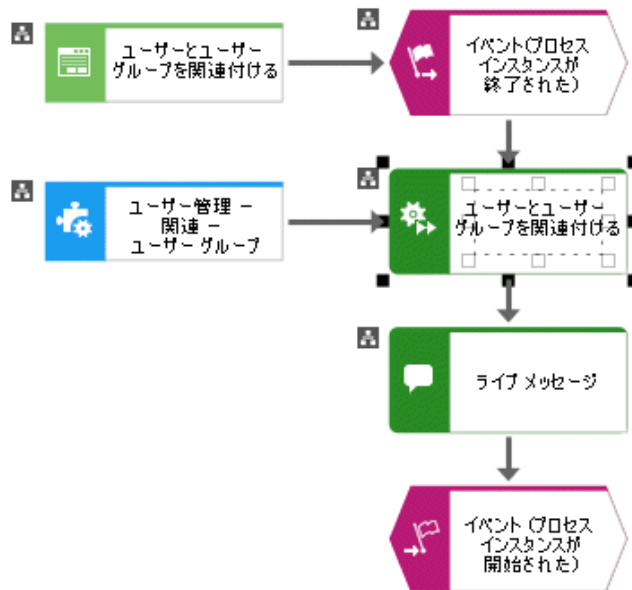 ユーザーとユーザー
グループを関連付ける
イベント(プロセス
インスタンスが
終了された)
ユーザー管理 －
関連 －
ユーザー グループ
ユーザーとユーザー
グループを関連付ける
ライブ メッセージ
イベント (プロセス
インスタンスが
開始された)